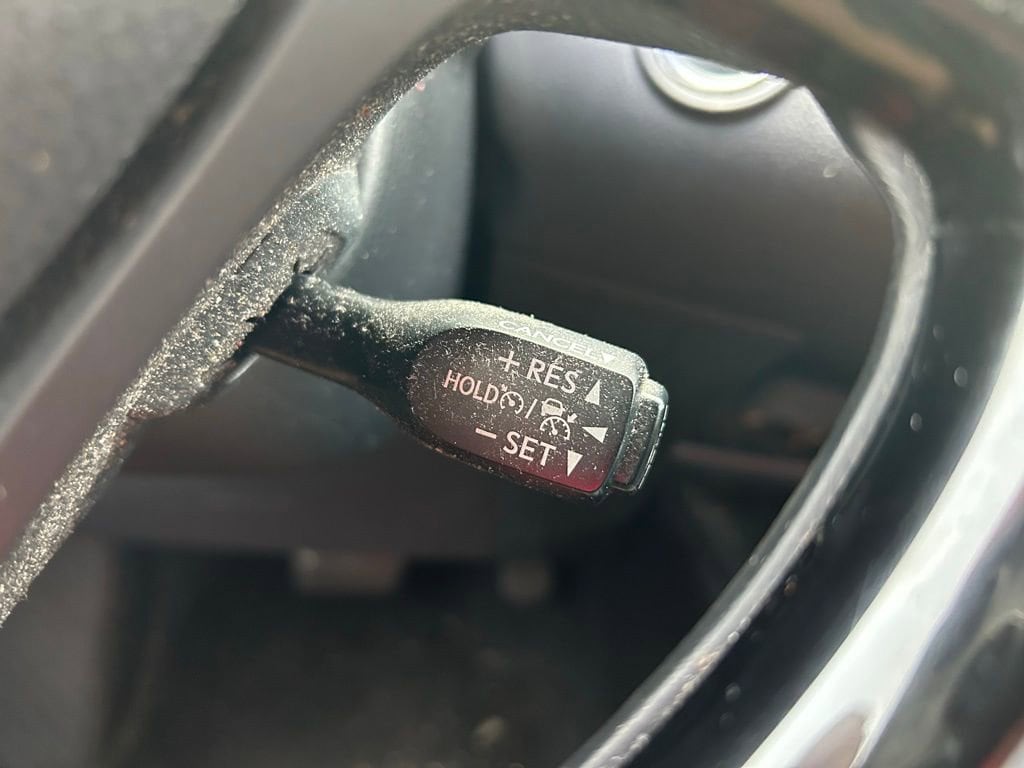 CANCEL
+ RES
HOLD /
− SET